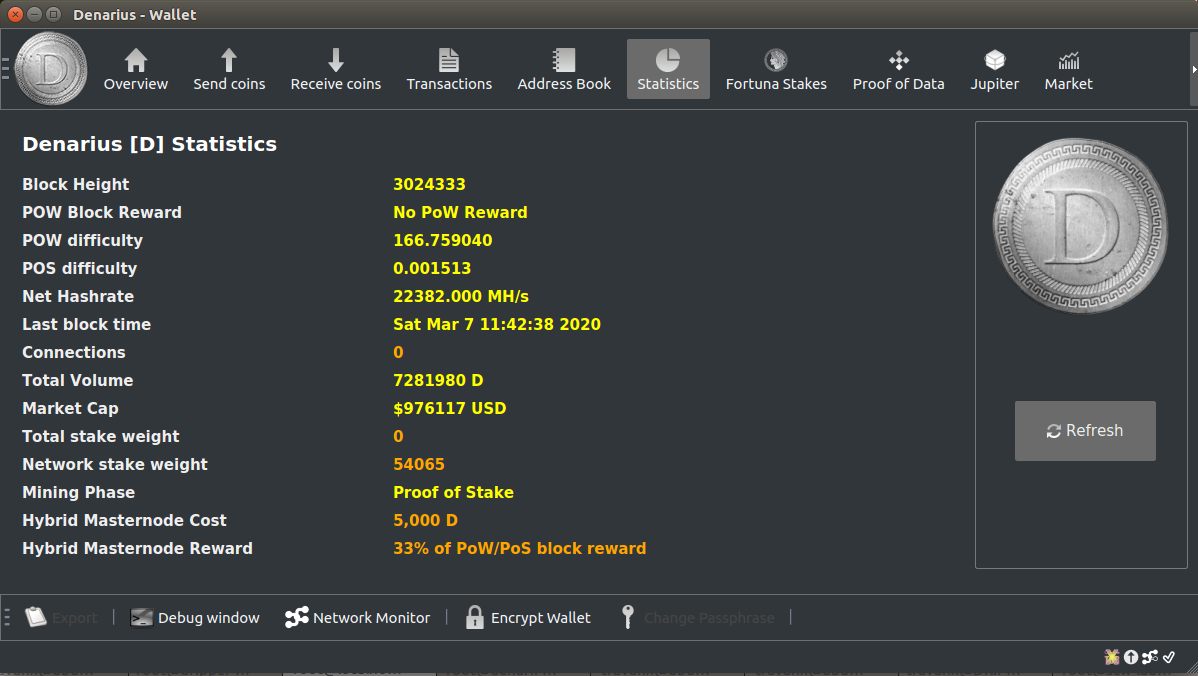 Denarius - Wallet
Overview Send coins Receive coins Transactions Address Book Statistics Fortuna Stakes Proof of Data Jupiter Market
Denarius [D] Statistics
Block Height 3024333
POW Block Reward No PoW Reward
POW difficulty 166.759040
POS difficulty 0.001513
Net Hashrate 22382.000 MH/s
Last block time Sat Mar 7 11:42:38 2020
Connections 0
Total Volume 7281980 D
Market Cap $976117 USD
Total stake weight 0
Network stake weight 54065
Mining Phase Proof of Stake
Hybrid Masternode Cost 5,000 D
Hybrid Masternode Reward 33% of PoW/PoS block reward
D
D
Refresh
Export Debug window Network Monitor Encrypt Wallet Change Passphrase